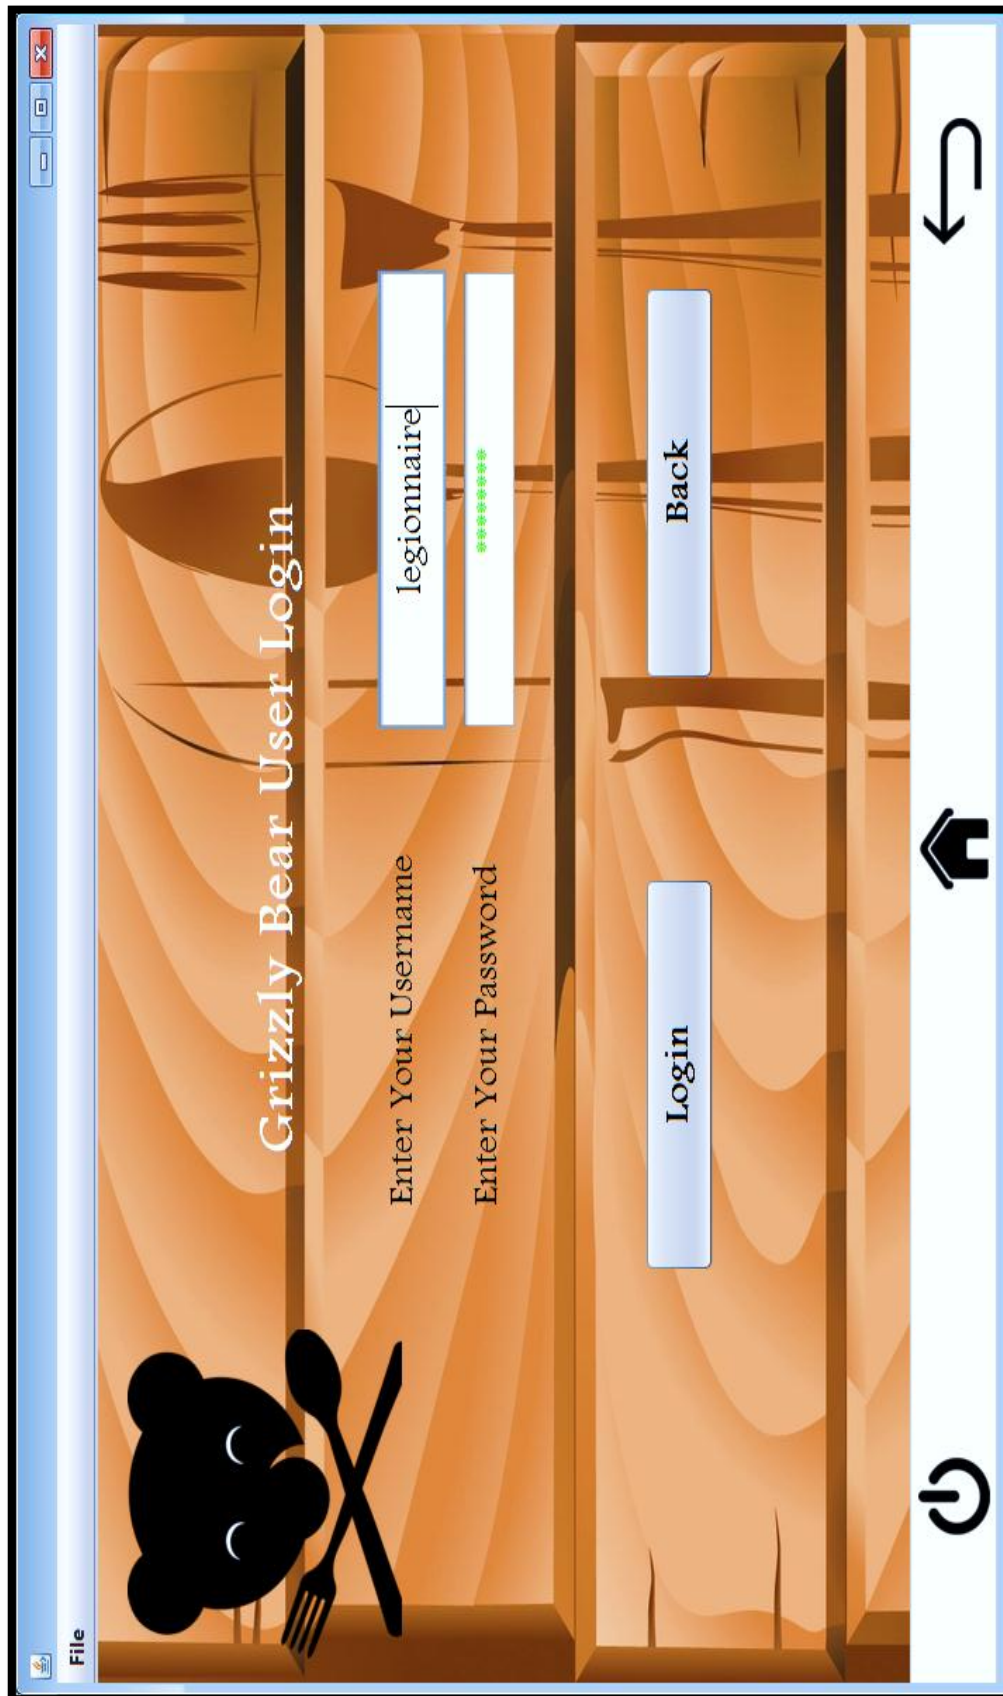 File
Grizzly Bear User Login
Enter Your Username legionnaire
Enter Your Password *********
Login Back